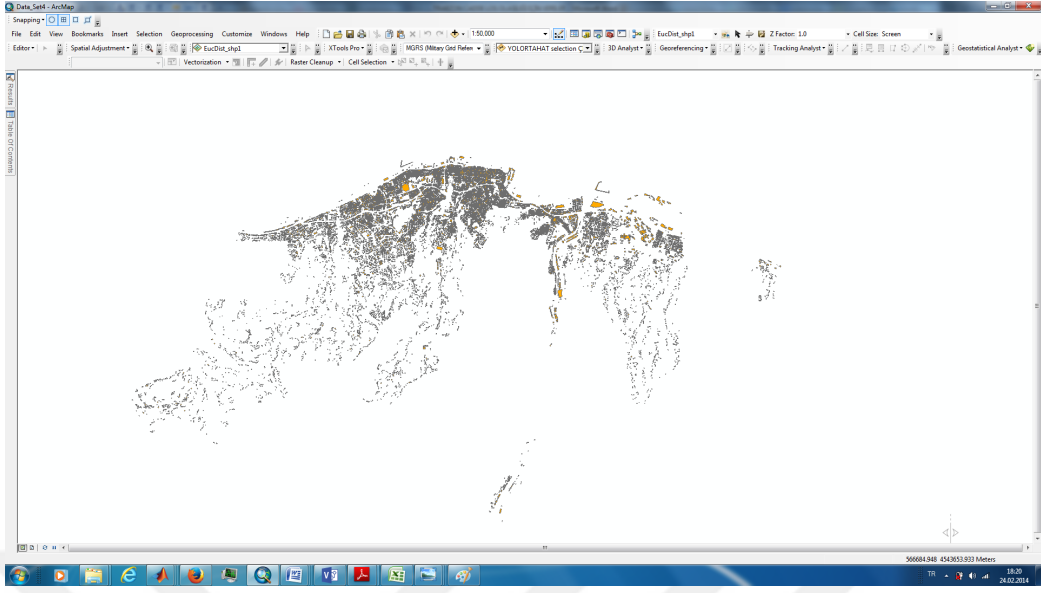 Data_Set4 - ArcMap
Snapping
File Edit View Bookmarks Insert Selection Geoprocessing Customize Windows Help 1:50,000 EucDist_shp1 Z Factor: 1.0 Cell Size: Screen
Editor Spatial Adjustment EucDist_shp1 XTools Pro MGRS (Military Grid Referen YOLORTAHAT selection 3D Analyst Georeferencing Tracking Analyst Geostatistical Analyst
Vectorization Raster Cleanup Cell Selection
Results
Table Of Contents
566684.948 4543653.933 Meters
TR 18:20
24.02.2014